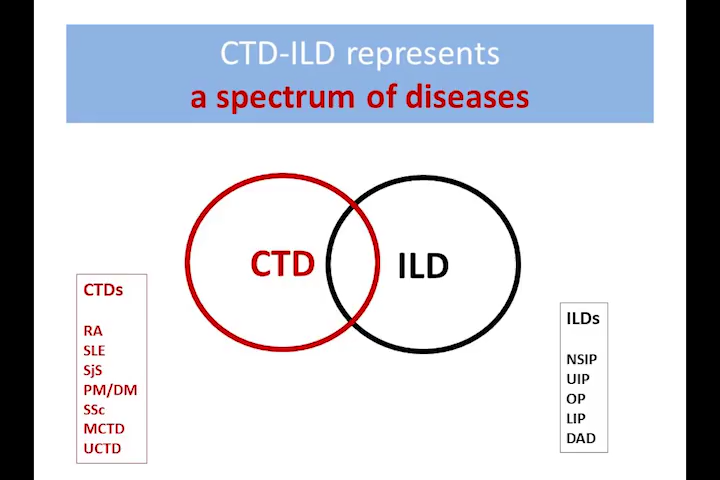 CTD-ILD represents
a spectrum of diseases
CTD
ILD
CTDs
RA
SLE
SjS
PM/DM
SSc
MCTD
UCTD
ILDs
NSIP
UIP
OP
LIP
DAD